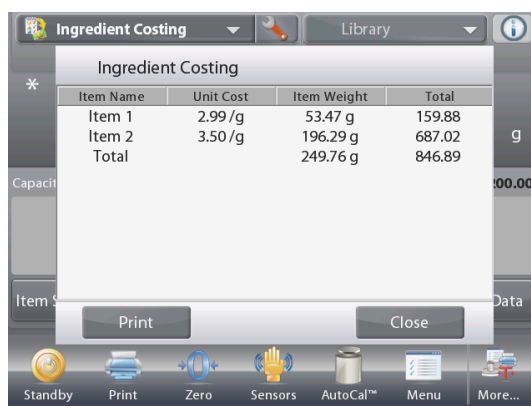 Ingredient Costing Library
Ingredient Costing
*
Item Name Unit Cost Item Weight Total
Item 1 2.99 /g 53.47 g 159.88
Item 2 3.50 /g 196.29 g 687.02
Total 249.76 g 846.89
g
Capacit 200.00
Item S Data
Print Close
Standby Print Zero Sensors AutoCal™ Menu More...